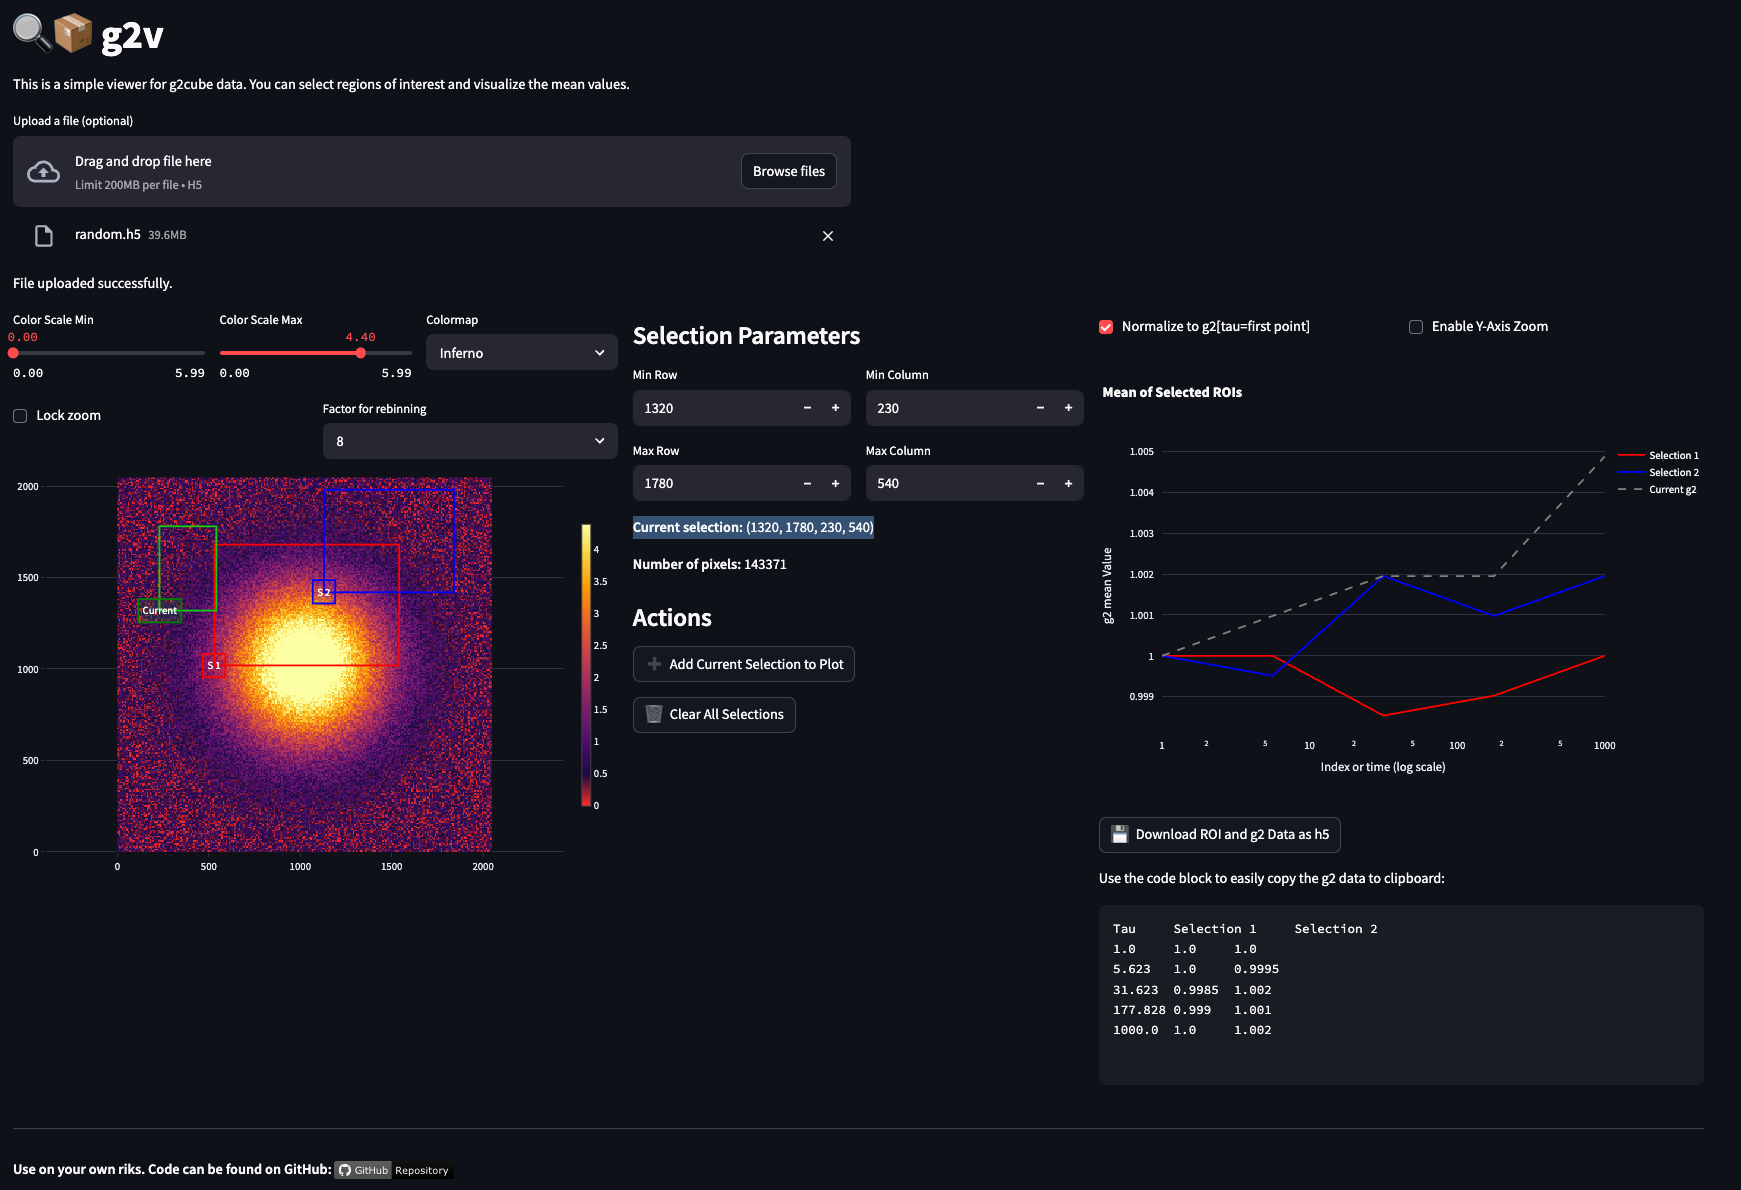 g2v
This is a simple viewer for g2cube data. You can select regions of interest and visualize the mean values.
Upload a file (optional)
Drag and drop file here
Limit 200MB per file • H5
Browse files
random.h5 39.6MB
File uploaded successfully.
Color Scale Min
0.00
0.00 5.99
Color Scale Max
4.40
0.00 5.99
Colormap
Inferno
Lock zoom
Factor for rebinning
8
2000
1500
1000
500
0
0 500 1000 1500 2000
Current
S1
S2
4
3.5
3
2.5
2
1.5
1
0.5
0
Selection Parameters
Min Row
1320
Min Column
230
Max Row
1780
Max Column
540
Current selection: (1320, 1780, 230, 540)
Number of pixels: 143371
Actions
Add Current Selection to Plot
Clear All Selections
Normalize to g2[tau=first point]
Enable Y-Axis Zoom
Mean of Selected ROIs
g2 mean Value
1.005
1.004
1.003
1.002
1.001
1
0.999
1 2 5 10 2 5 100 2 5 1000
Index or time (log scale)
Selection 1
Selection 2
Current g2
Download ROI and g2 Data as h5
Use the code block to easily copy the g2 data to clipboard:
Tau Selection 1 Selection 2
1.0 1.0 1.0
5.623 1.0 0.9995
31.623 0.9985 1.002
177.828 0.999 1.001
1000.0 1.0 1.002
Use on your own riks. Code can be found on GitHub: GitHub Repository